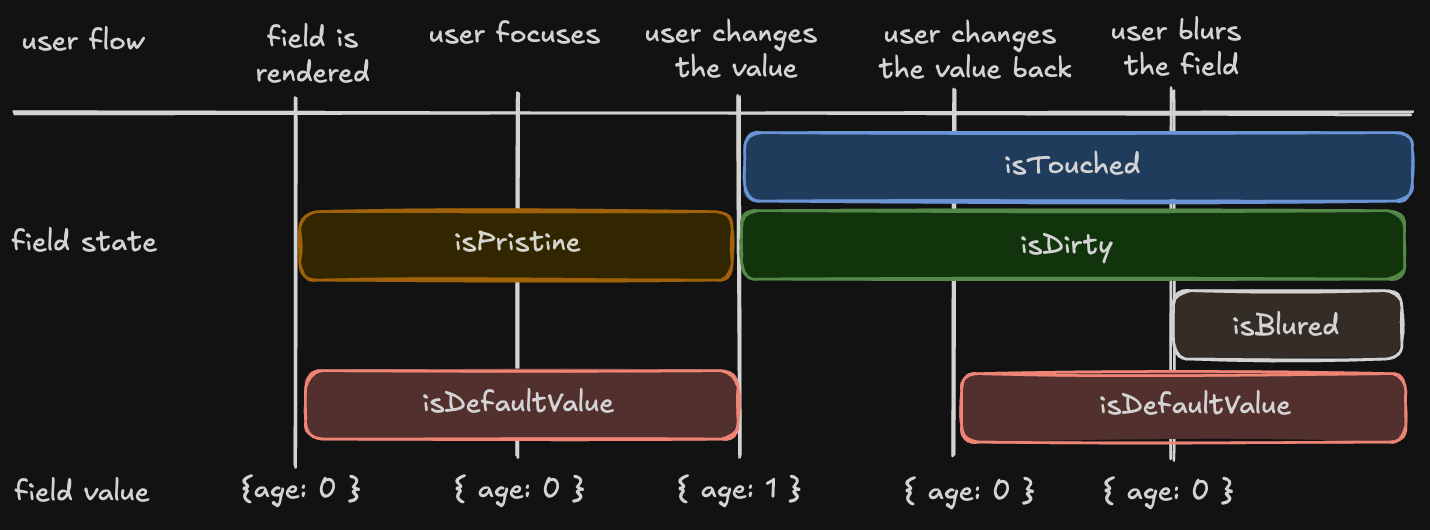 user flow
field is
rendered
user focuses
user changes
the value
user changes
the value back
user blurs
the field
isTouched
field state
isPristine
isDirty
isBlured
isDefaultValue
isDefaultValue
field value
{age: 0 }
{ age: 0 }
{ age: 1 }
{ age: 0 }
{ age: 0 }